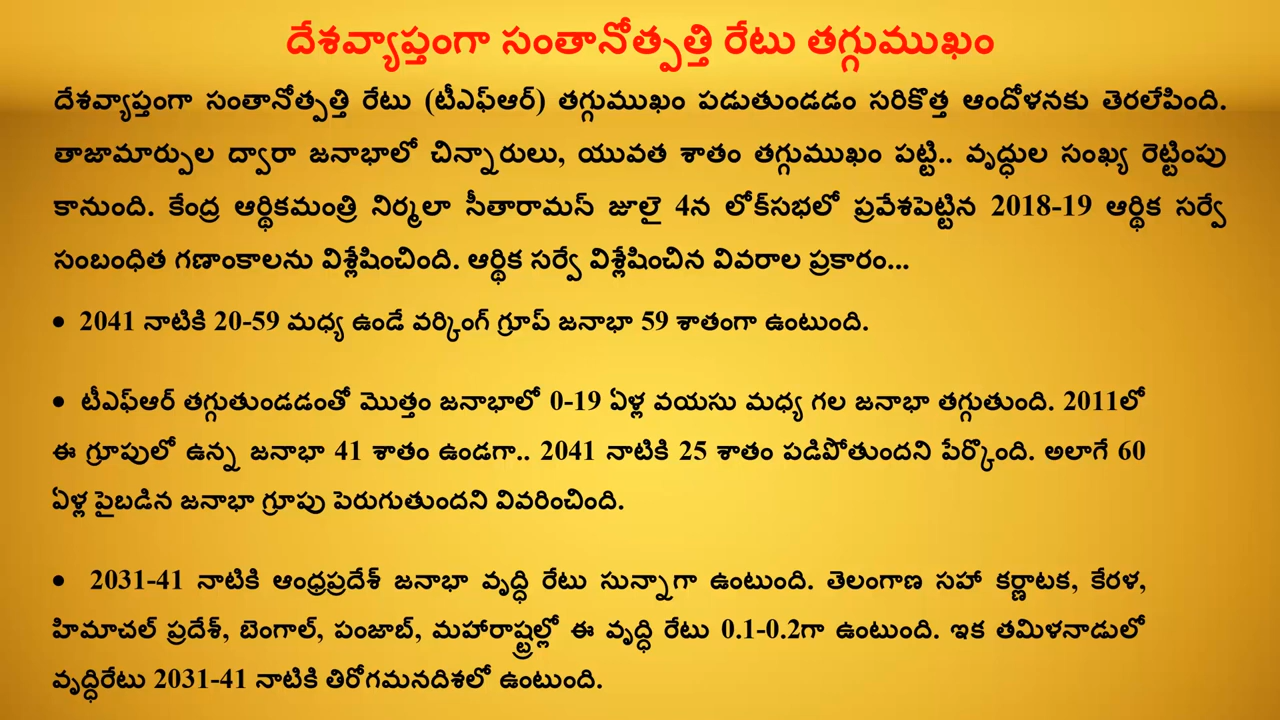 దేశవ్యాప్తంగా సంతానోత్పత్తి రేటు తగ్గుముఖం
దేశవ్యాప్తంగా సంతానోత్పత్తి రేటు (టీఎఫ్ఆర్) తగ్గుముఖం పడుతుండడం సరికొత్త ఆందోళనకు తెరలేపింది.
తాజామార్పుల ద్వారా జనాభాలో చిన్నారులు, యువత శాతం తగ్గుముఖం పట్టి.. వృద్ధుల సంఖ్య రెట్టింపు
కానుంది. కేంద్ర ఆర్థికమంత్రి నిర్మలా సీతారామన్ జూలై 4న లోక్‌సభలో ప్రవేశపెట్టిన 2018-19 ఆర్థిక సర్వే
సంబంధిత గణాంకాలను విశ్లేషించింది. ఆర్థిక సర్వే విశ్లేషించిన వివరాల ప్రకారం...
• 2041 నాటికి 20-59 మధ్య ఉండే వర్కింగ్ గ్రూప్ జనాభా 59 శాతంగా ఉంటుంది.
• టీఎఫ్ఆర్ తగ్గుతుండడంతో మొత్తం జనాభాలో 0-19 ఏళ్ల వయసు మధ్య గల జనాభా తగ్గుతుంది. 2011లో
ఈ గ్రూపులో ఉన్న జనాభా 41 శాతం ఉండగా.. 2041 నాటికి 25 శాతం పడిపోతుందని పేర్కొంది. అలాగే 60
ఏళ్ల పైబడిన జనాభా గ్రూపు పెరుగుతుందని వివరించింది.
• 2031-41 నాటికి ఆంధ్రప్రదేశ్ జనాభా వృద్ధి రేటు సున్నాగా ఉంటుంది. తెలంగాణ సహా కర్ణాటక, కేరళ,
హిమాచల్ ప్రదేశ్, బెంగాల్, పంజాబ్, మహారాష్ట్రల్లో ఈ వృద్ధి రేటు 0.1-0.2గా ఉంటుంది. ఇక తమిళనాడులో
వృద్ధిరేటు 2031-41 నాటికి తిరోగమనదిశలో ఉంటుంది.